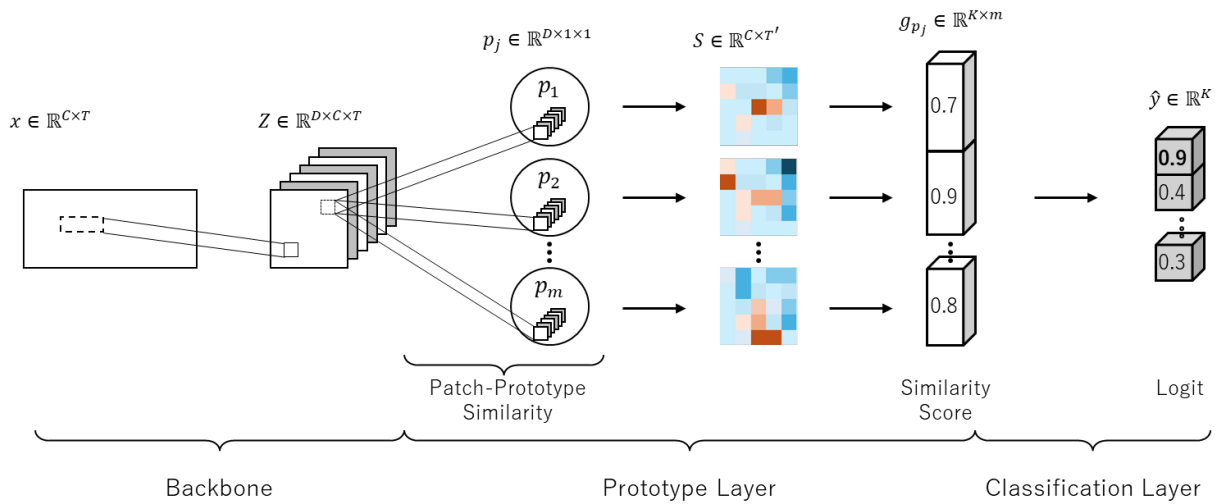 x ∈ ℝ^{C×T}
Z ∈ ℝ^{D×C×T}
p_j ∈ ℝ^{D×1×1}
S ∈ ℝ^{C×T′}
g_{p_j} ∈ ℝ^{K×m}
ŷ ∈ ℝ^K
p_1
p_2
p_m
0.7
0.9
0.8
0.9
0.4
0.3
Patch-Prototype
Similarity
Similarity
Score
Logit
Backbone
Prototype Layer
Classification Layer